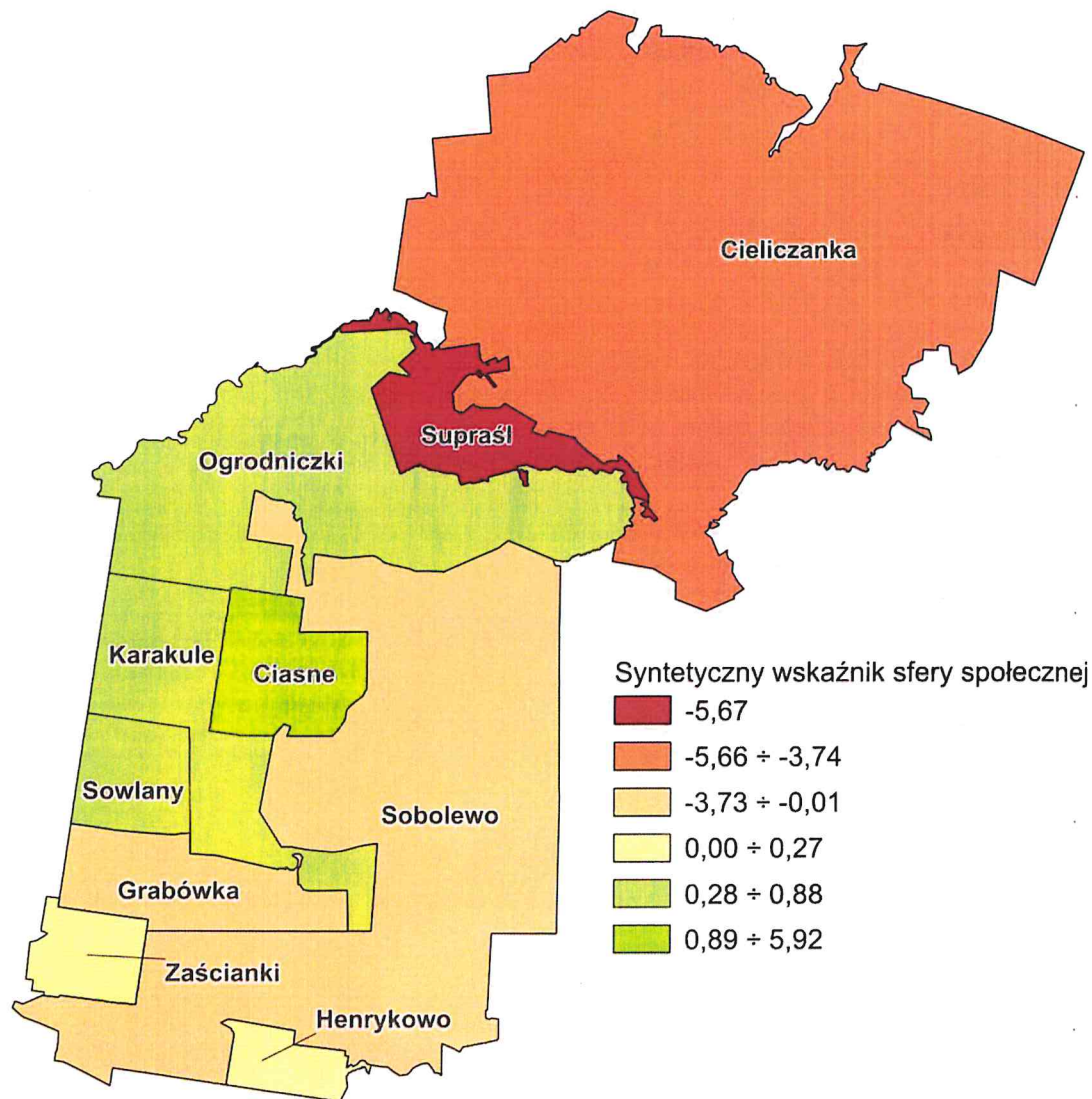 Cieliczanka
Supraśl
Ogrodniczki
Karakule
Ciasne
Sowlany
Sobolewo
Grabówka
Zaścianki
Henrykowo
Syntetyczny wskaźnik sfery społecznej
-5,67
-5,66 ÷ -3,74
-3,73 ÷ -0,01
0,00 ÷ 0,27
0,28 ÷ 0,88
0,89 ÷ 5,92